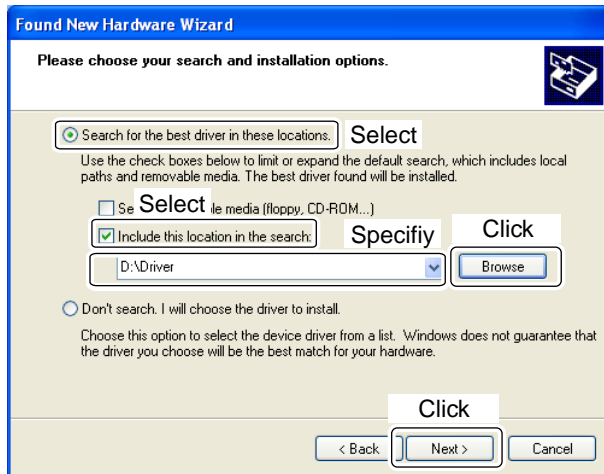 Found New Hardware Wizard
Please choose your search and installation options.
Search for the best driver in these locations. Select
Use the check boxes below to limit or expand the default search, which includes local
paths and removable media. The best driver found will be installed.
Se Select le media (floppy, CD-ROM...)
Include this location in the search: Specifiy Click
D:\Driver Browse
Don't search. I will choose the driver to install.
Choose this option to select the device driver from a list. Windows does not guarantee that
the driver you choose will be the best match for your hardware.
Click
< Back Next > Cancel